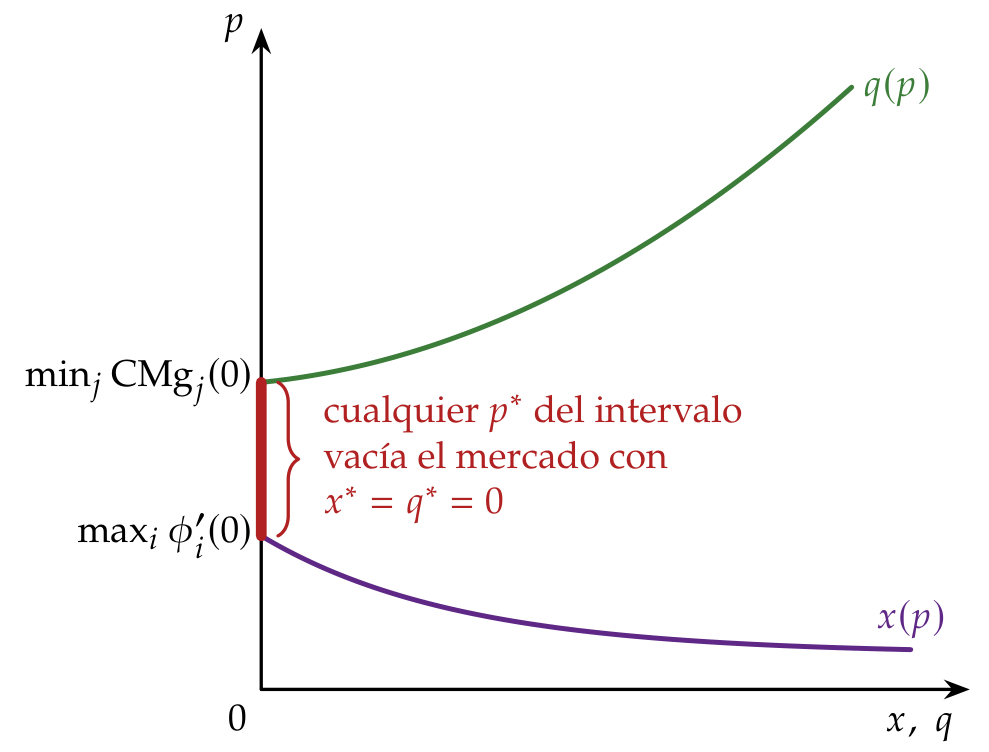 p
q(p)
min_j CMg_j(0)
cualquier p* del intervalo
vacía el mercado con
x* = q* = 0
max_i ϕ′_i(0)
x(p)
0
x, q